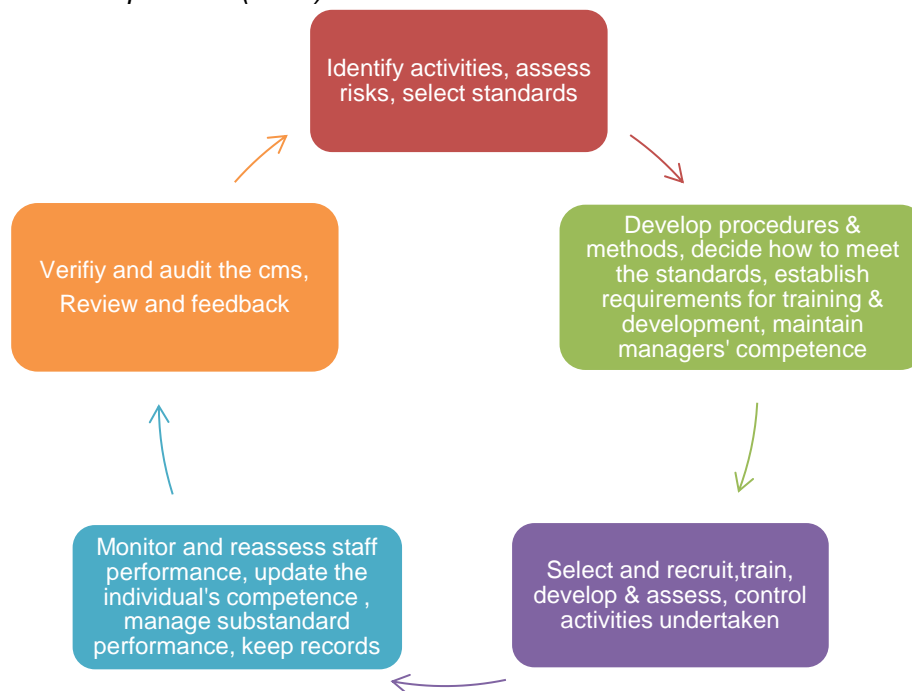 Identify activities, assess
risks, select standards
Develop procedures &
methods, decide how to meet
the standards, establish
requirements for training &
development, maintain
managers' competence
Select and recruit,train,
develop & assess, control
activities undertaken
Monitor and reassess staff
performance, update the
individual's competence ,
manage substandard
performance, keep records
Verifiy and audit the cms,
Review and feedback